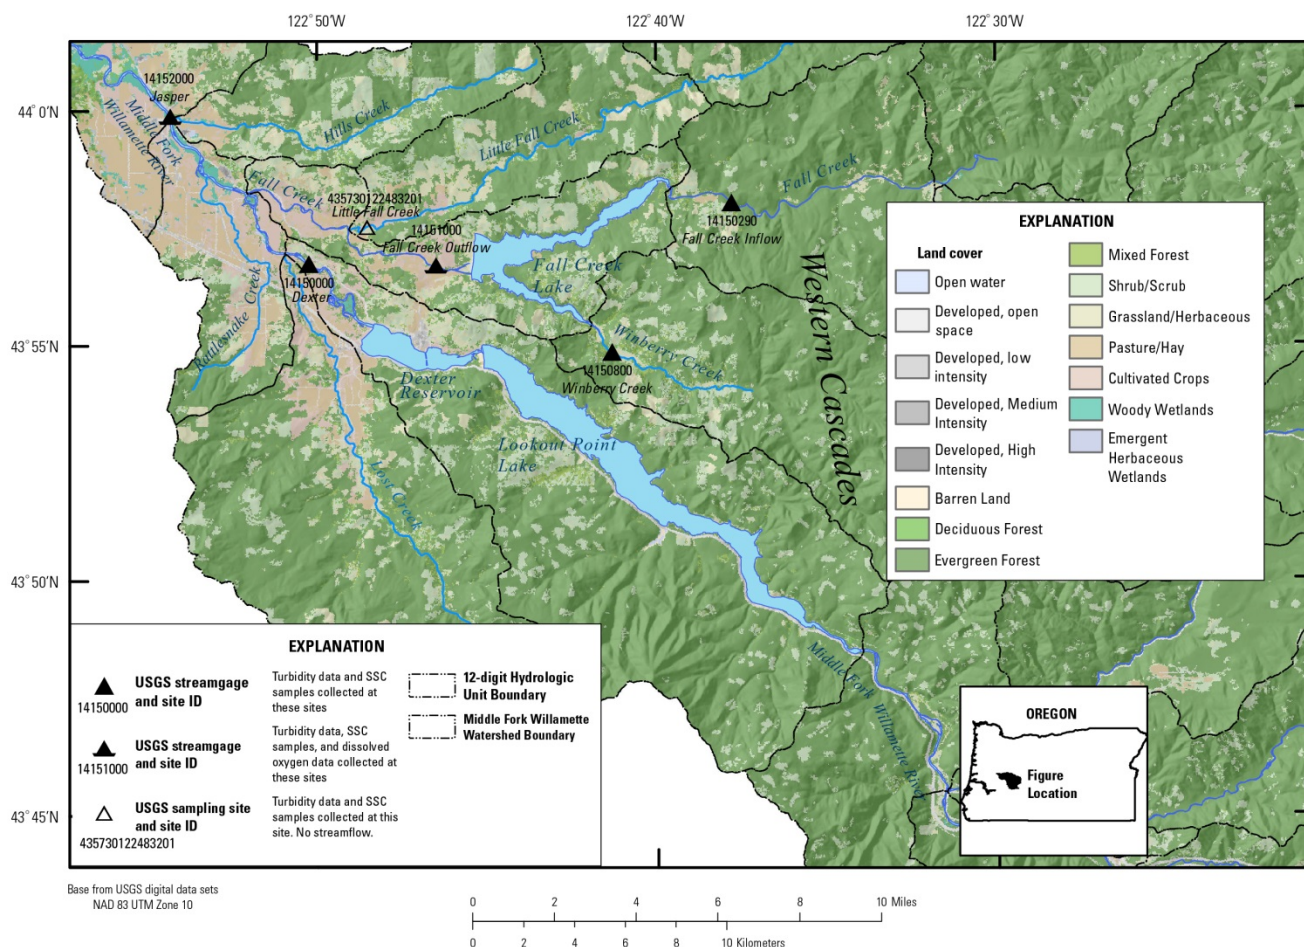 122°50'W
122°40'W
122°30'W
44°0'N
43°55'N
43°50'N
43°45'N
14152000
Jasper
Middle Fork
Willamette River
Hills Creek
Little Fall Creek
Fall Creek
435730122483201
Little Fall Creek
14151000
Fall Creek Outflow
Fall Creek
14150290
Fall Creek Inflow
Fall Creek
Lake
14150000
Dexter
Rattlesnake Creek
Winberry Creek
14150800
Winberry Creek
Dexter
Reservoir
Lookout Point
Lake
Lost Creek
Western Cascades
Middle Fork Willamette River
EXPLANATION
Land cover
Open water
Developed, open
space
Developed, low
intensity
Developed, Medium
Intensity
Developed, High
Intensity
Barren Land
Deciduous Forest
Evergreen Forest
Mixed Forest
Shrub/Scrub
Grassland/Herbaceous
Pasture/Hay
Cultivated Crops
Woody Wetlands
Emergent
Herbaceous
Wetlands
EXPLANATION
14150000
USGS streamgage
and site ID
Turbidity data and SSC
samples collected at
these sites
14151000
USGS streamgage
and site ID
Turbidity data, SSC
samples, and dissolved
oxygen data collected at
these sites
435730122483201
USGS sampling site
and site ID
Turbidity data and SSC
samples collected at this
site. No streamflow.
12-digit Hydrologic
Unit Boundary
Middle Fork Willamette
Watershed Boundary
OREGON
Figure
Location
Base from USGS digital data sets
NAD 83 UTM Zone 10
0 2 4 6 8 10 Miles
0 2 4 6 8 10 Kilometers